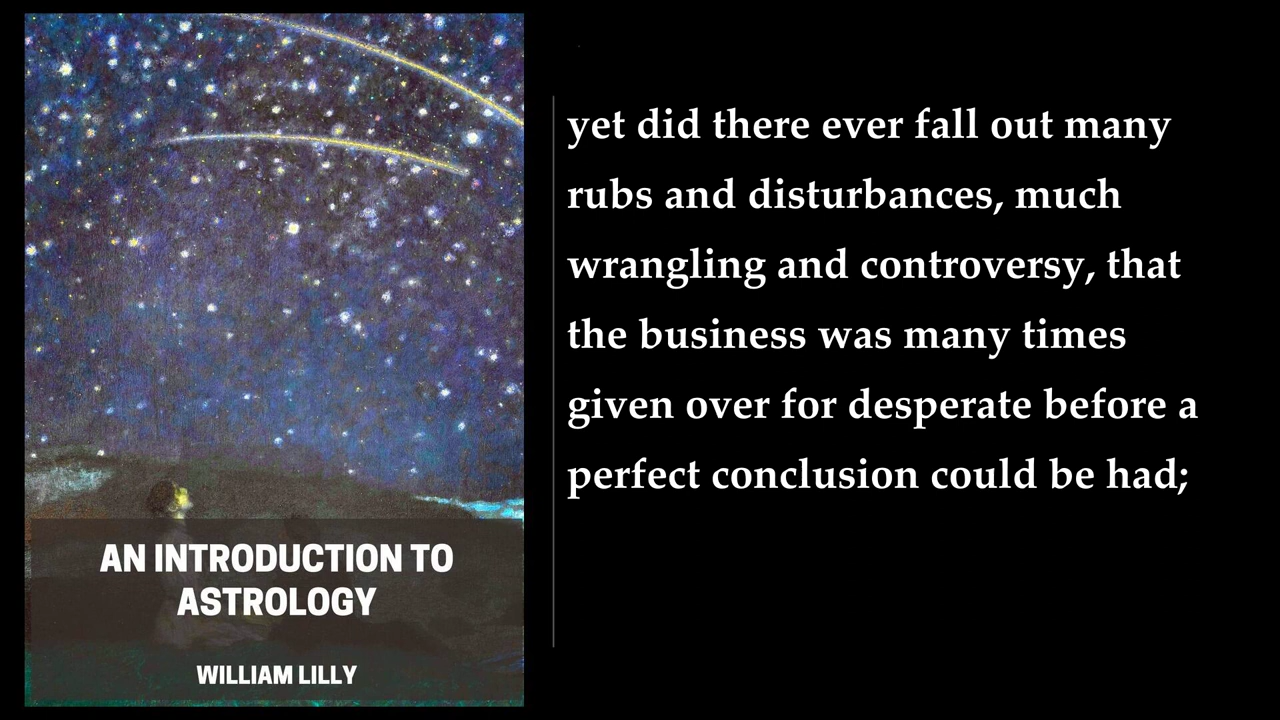 yet did there ever fall out many
rubs and disturbances, much
wrangling and controversy, that
the business was many times
given over for desperate before a
perfect conclusion could be had;
AN INTRODUCTION TO
ASTROLOGY
WILLIAM LILLY